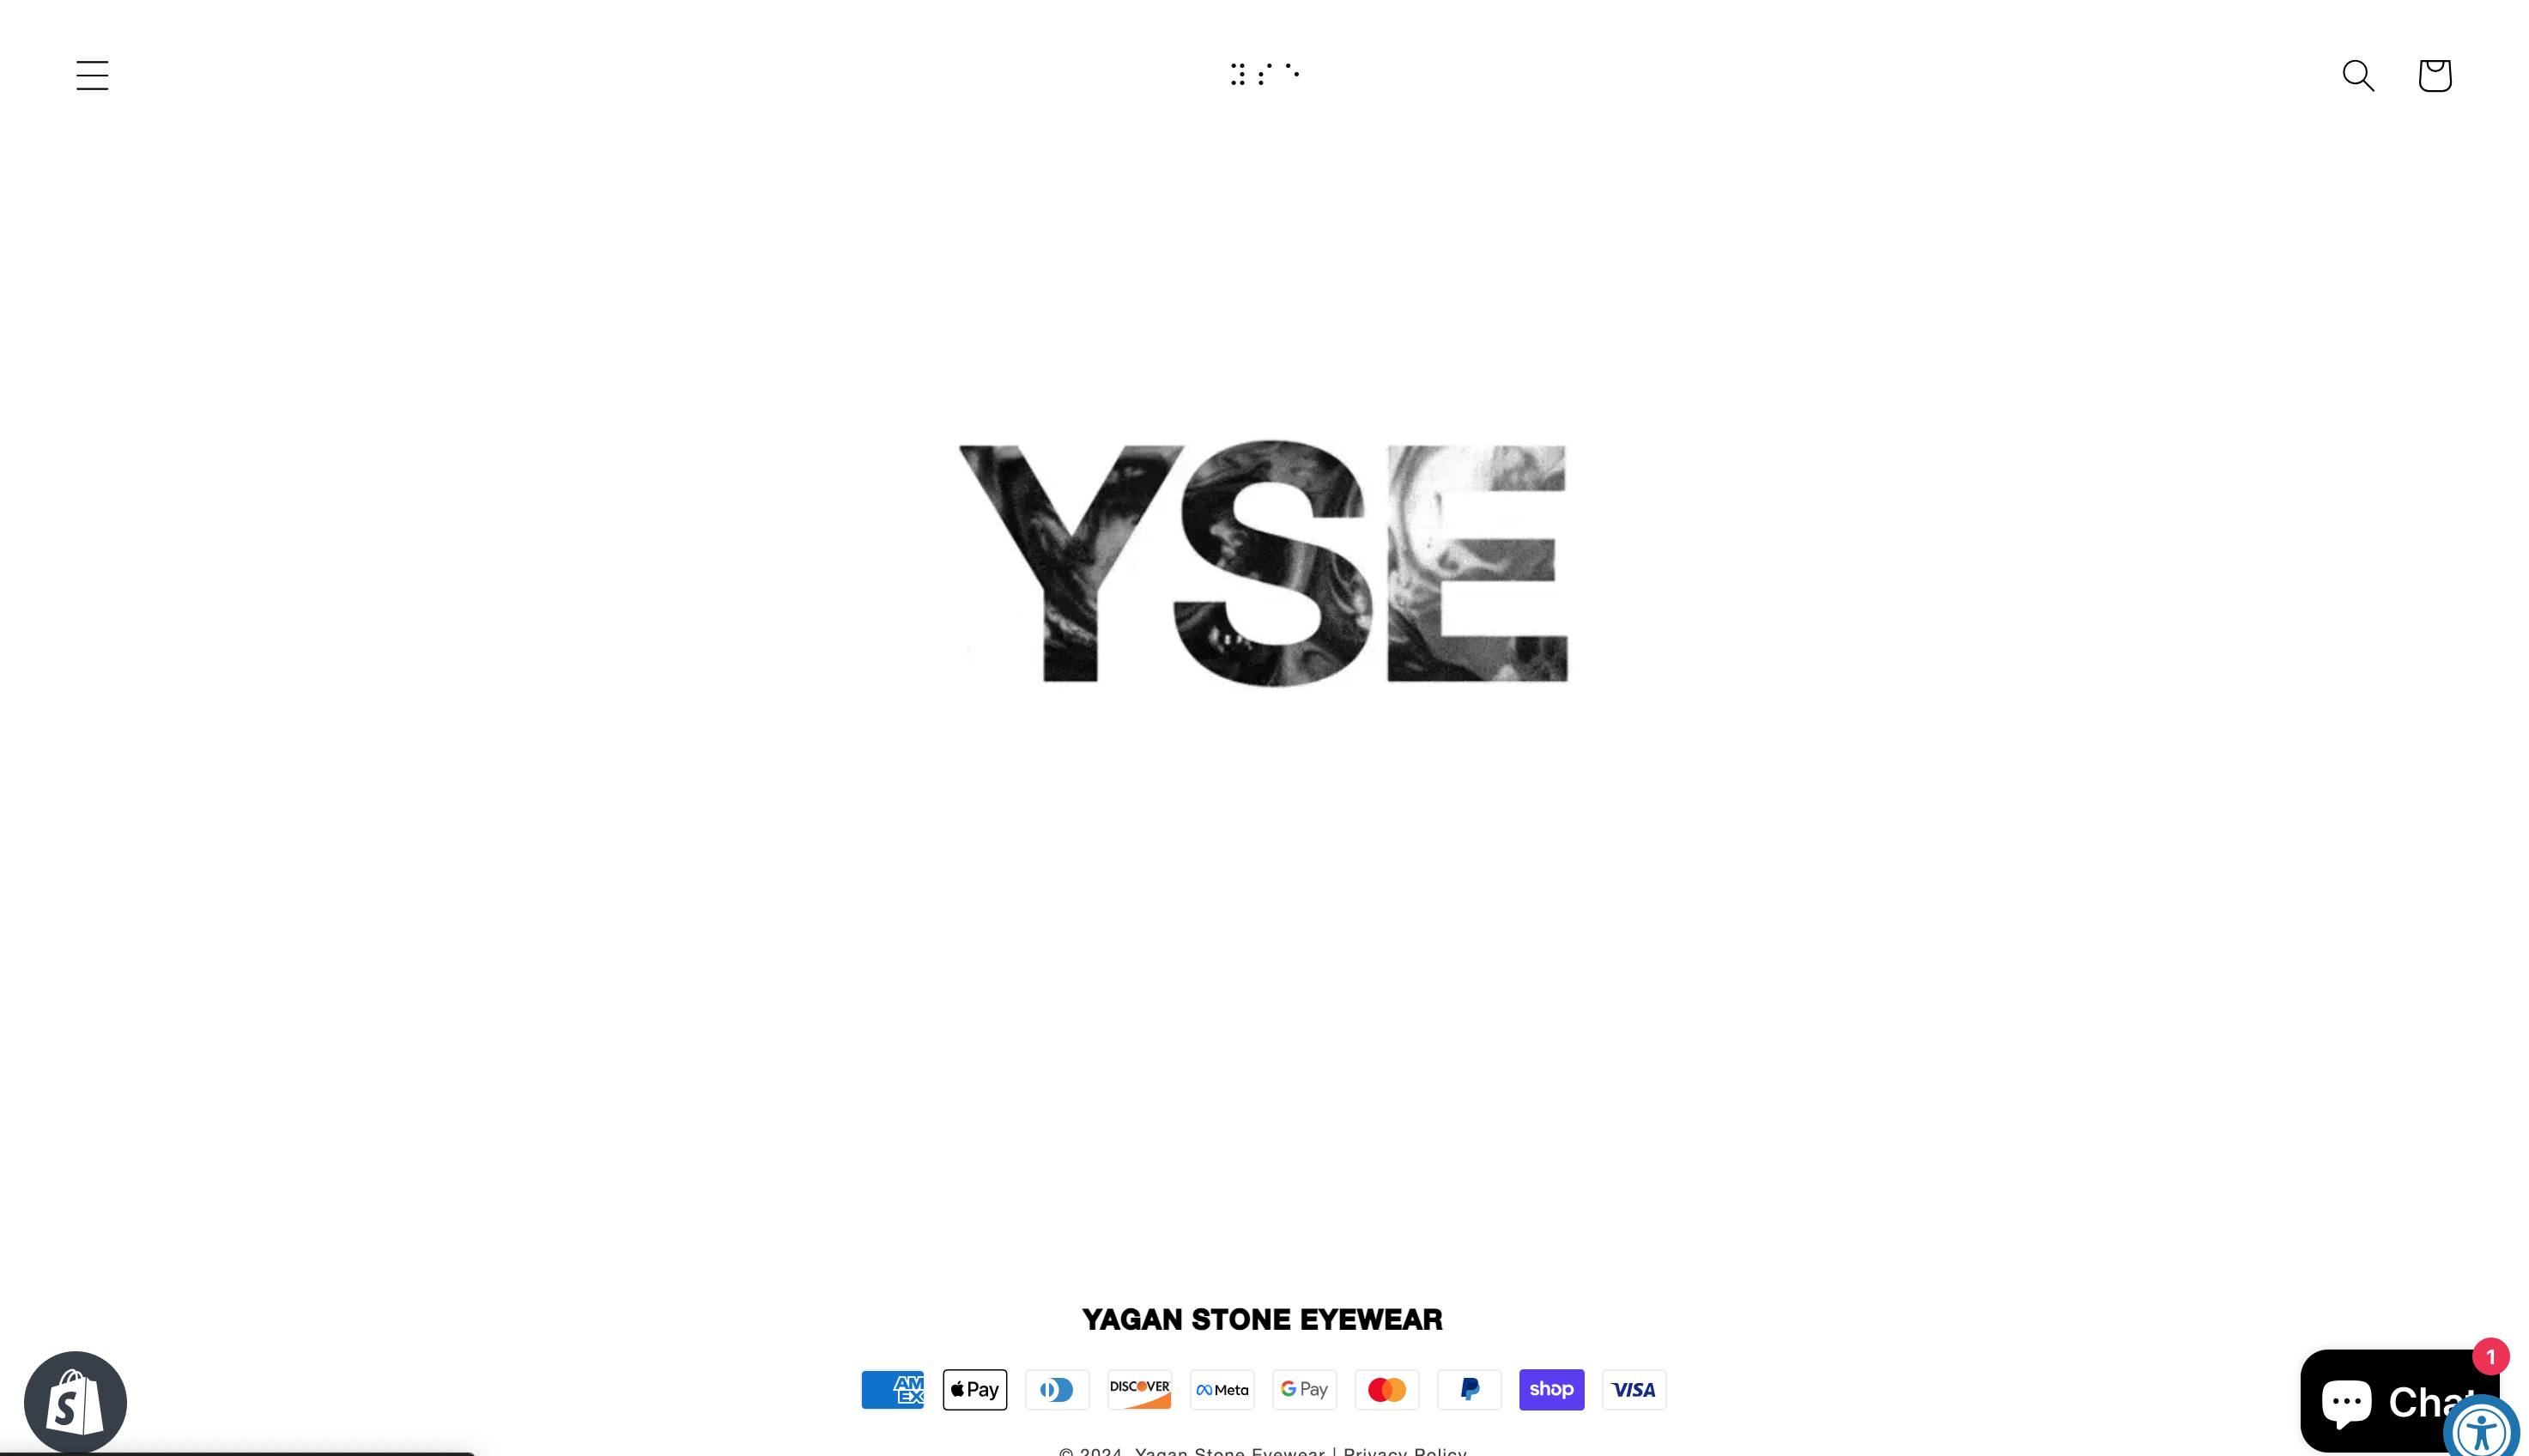 ⠽⠎⠑
YSE
YAGAN STONE EYEWEAR
AM
EX
Pay
DISCOVER
Meta
G Pay
shop
VISA
© 2024, Yagan Stone Eyewear | Privacy Policy
1
Chat